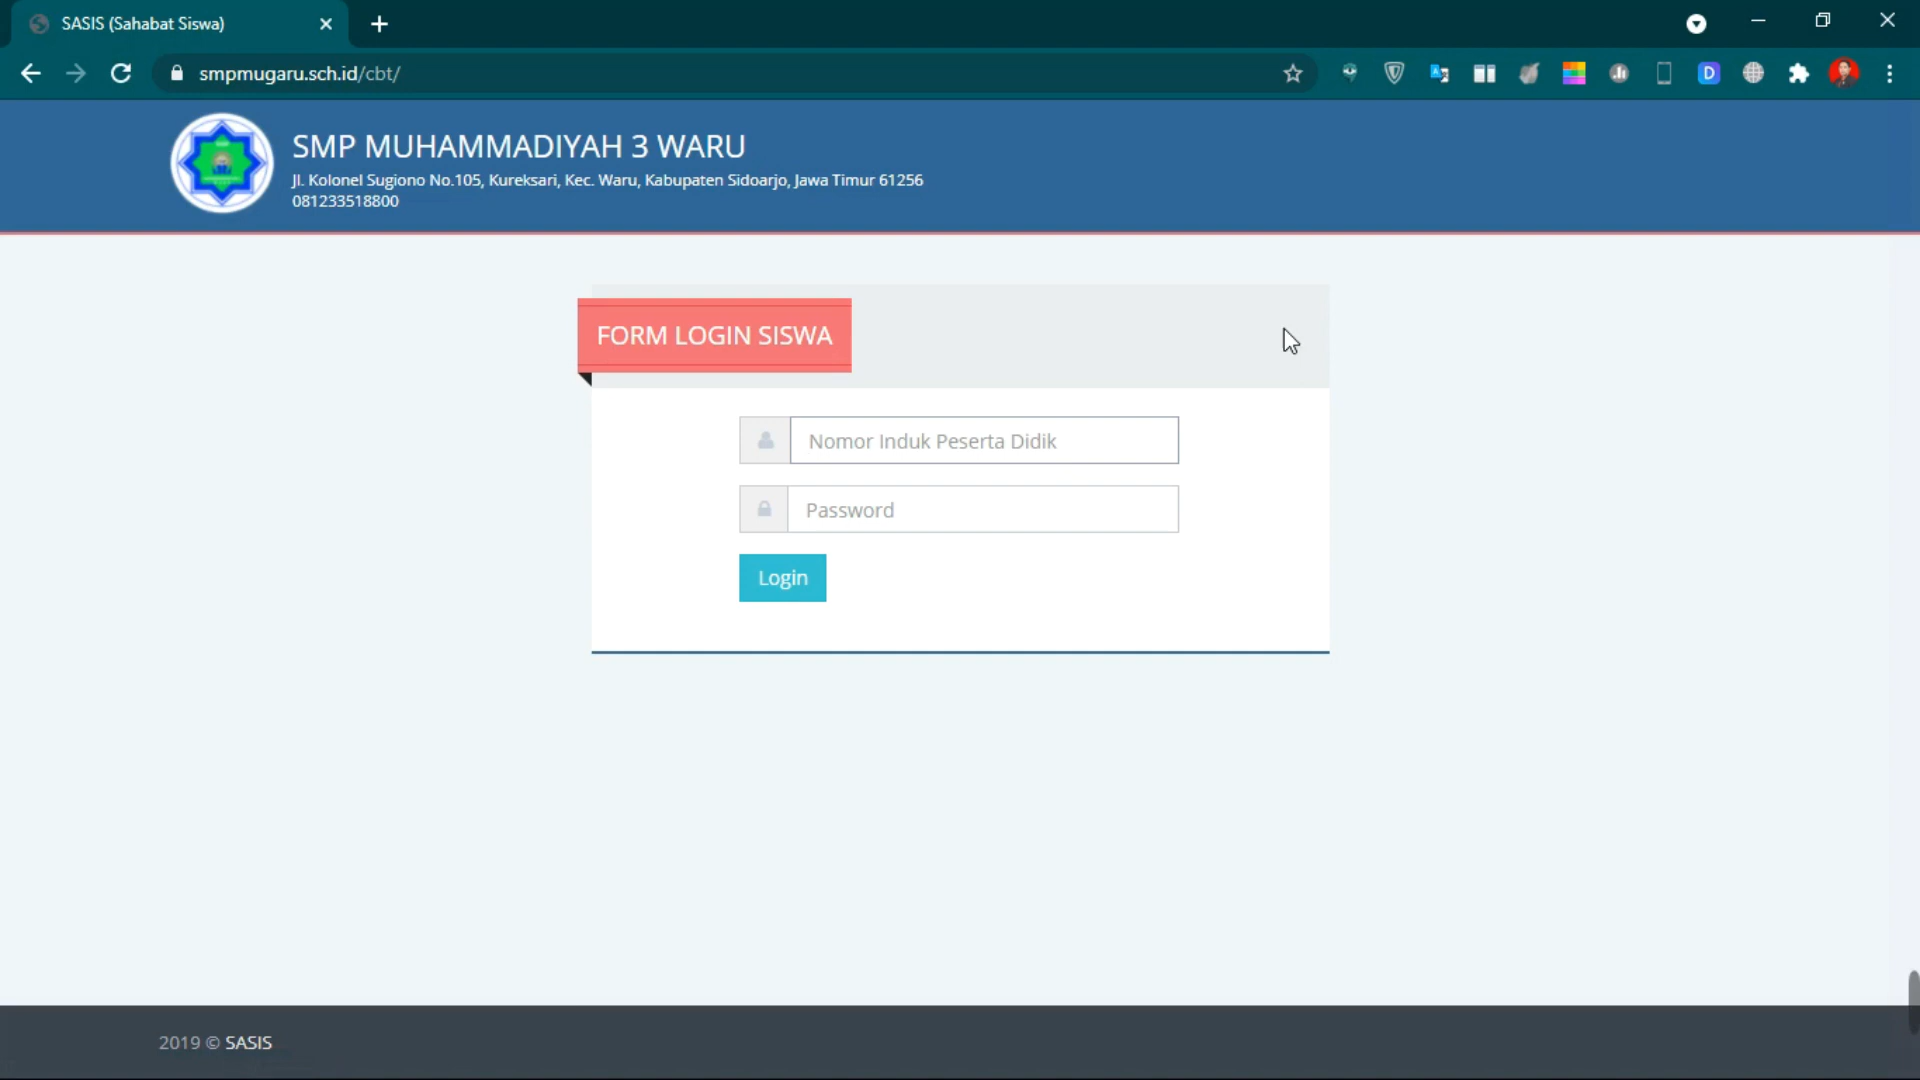 SASIS (Sahabat Siswa)
smpmugaru.sch.id/cbt/
D
SMP MUHAMMADIYAH 3 WARU
Jl. Kolonel Sugiono No.105, Kureksari, Kec. Waru, Kabupaten Sidoarjo, Jawa Timur 61256
081233518800
FORM LOGIN SISWA
Nomor Induk Peserta Didik
Password
Login
2019 © SASIS